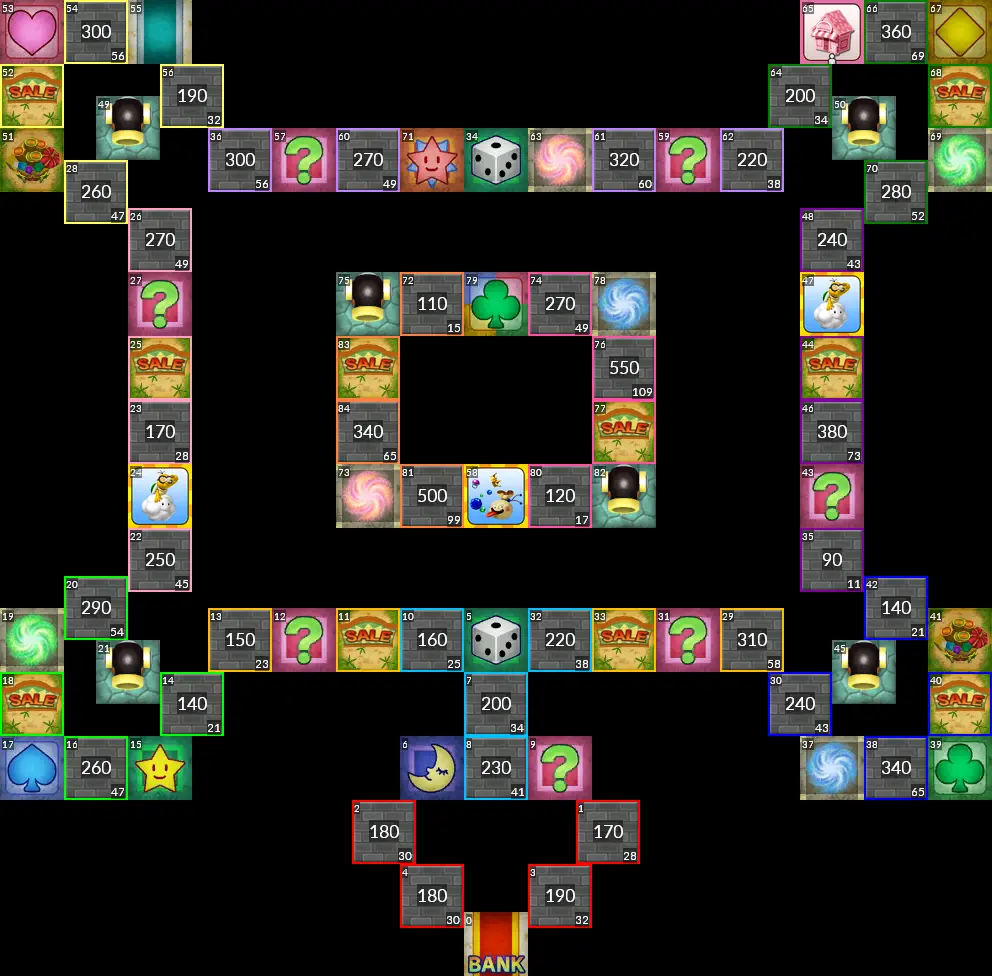 53 54 300 56 55 65 66 360 69 67
52 SALE 56 190 32 64 200 34 68 SALE
49 50
51 36 300 56 57 ? 60 270 49 71 34 63 61 320 60 59 ? 62 220 38 69
28 260 47 70 280 52
26 270 49 48 240 43
27 ? 75 72 110 15 79 74 270 49 78 47
25 SALE 83 SALE 76 550 109 44 SALE
23 170 28 84 340 65 77 SALE 46 380 73
24 73 81 500 99 58 80 120 17 82 43 ?
22 250 45 35 90 11
20 290 54 42 140 21
19 13 150 23 12 ? 11 SALE 10 160 25 5 32 220 38 33 SALE 31 ? 29 310 58 41
21 45
18 SALE 14 140 21 7 200 34 30 240 43 40 SALE
17 16 260 47 15 6 8 230 41 9 ? 37 38 340 65 39
2 180 30 1 170 28
4 180 30 3 190 32
0
BANK